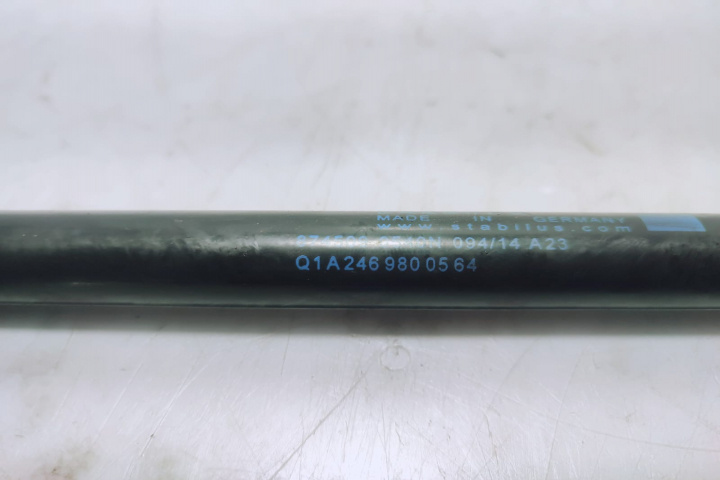 MADE IN GERMANY
www.stabilus.com
094/14 A23
Q1A 246 980 05 64